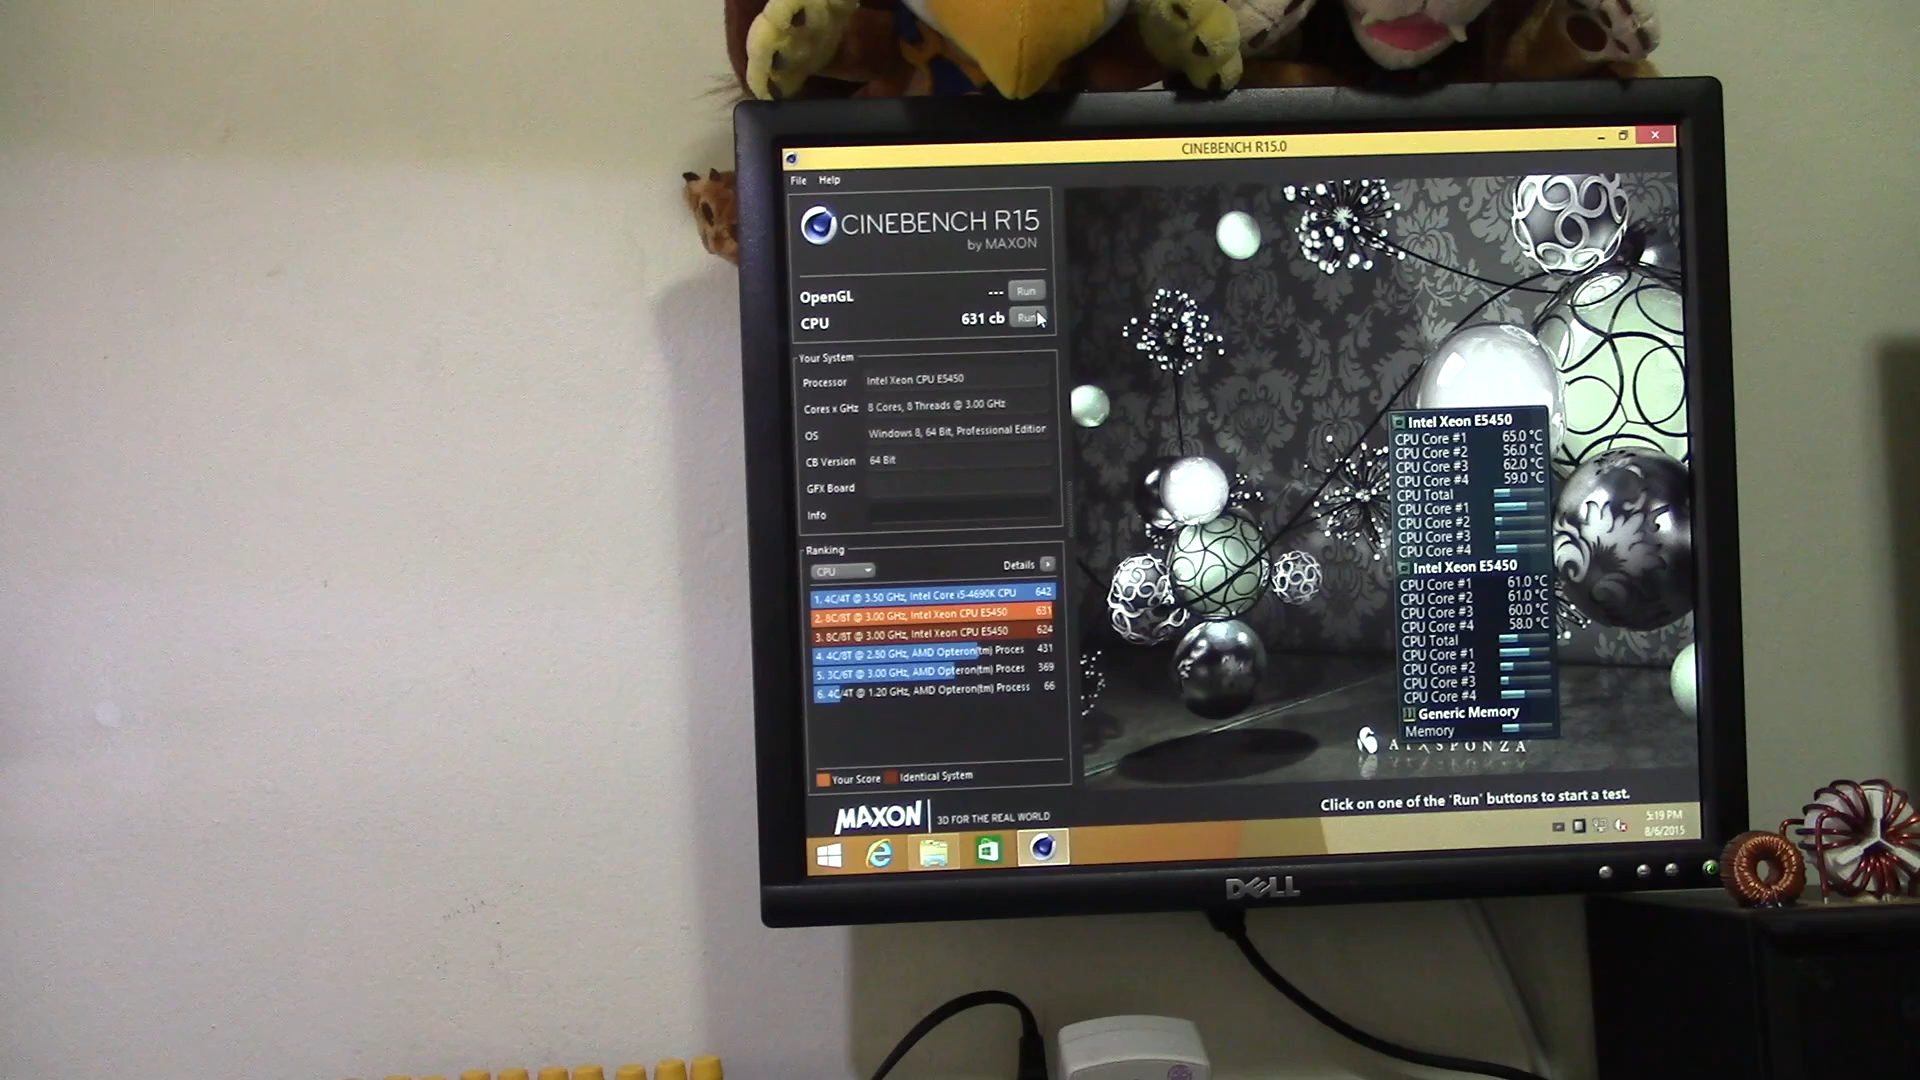 CINEBENCH R15.0
File Help
CINEBENCH R15
by MAXON
OpenGL --- Run
CPU 631 cb Run
Your System
Processor Intel Xeon CPU E5450
Cores x GHz 8 Cores, 8 Threads @ 3.00 GHz
OS Windows 8, 64 Bit, Professional Edition
CB Version 64 Bit
GFX Board
Info
Ranking
CPU Details
1. 4C/4T @ 3.50 GHz, Intel Core i5-4690K CPU 642
2. 8C/8T @ 3.00 GHz, Intel Xeon CPU E5450 631
3. 8C/8T @ 3.00 GHz, Intel Xeon CPU E5450 624
4. 4C/8T @ 2.80 GHz, AMD Opteron(tm) Proces 431
5. 3C/6T @ 3.00 GHz, AMD Opteron(tm) Proces 369
6. 4C/4T @ 1.20 GHz, AMD Opteron(tm) Process 66
Your Score Identical System
MAXON 3D FOR THE REAL WORLD
Intel Xeon E5450
CPU Core #1 65.0 °C
CPU Core #2 56.0 °C
CPU Core #3 62.0 °C
CPU Core #4 59.0 °C
CPU Total
CPU Core #1
CPU Core #2
CPU Core #3
CPU Core #4
Intel Xeon E5450
CPU Core #1 61.0 °C
CPU Core #2 61.0 °C
CPU Core #3 60.0 °C
CPU Core #4 58.0 °C
CPU Total
CPU Core #1
CPU Core #2
CPU Core #3
CPU Core #4
Generic Memory
Memory
AIXSPONZA
Click on one of the 'Run' buttons to start a test.
5:19 PM
8/6/2015
DELL